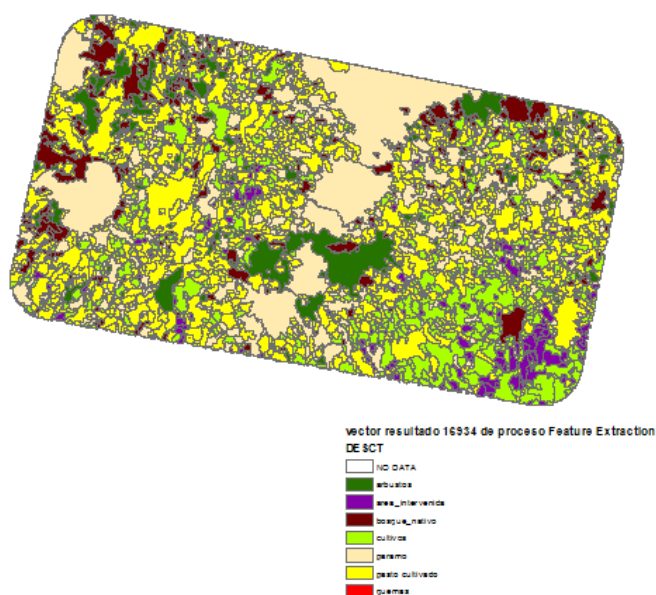 vector resultado 16934 de proceso Feature Extraction
DESCT
NO DATA
arbustos
area_intervenida
bosque_nativo
cultivos
paramo
pasto cultivado
quemas